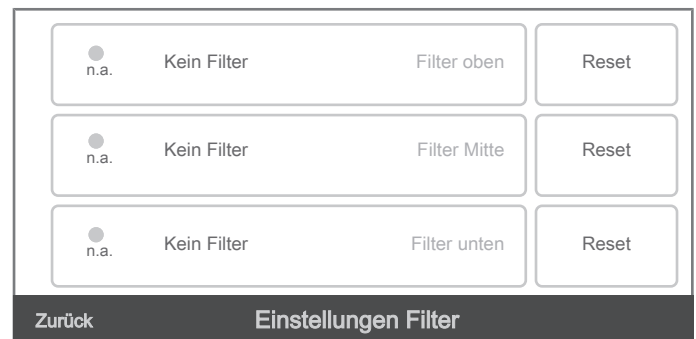 Kein Filter Filter oben Reset
n.a.
Kein Filter Filter Mitte Reset
n.a.
Kein Filter Filter unten Reset
n.a.
Zurück Einstellungen Filter